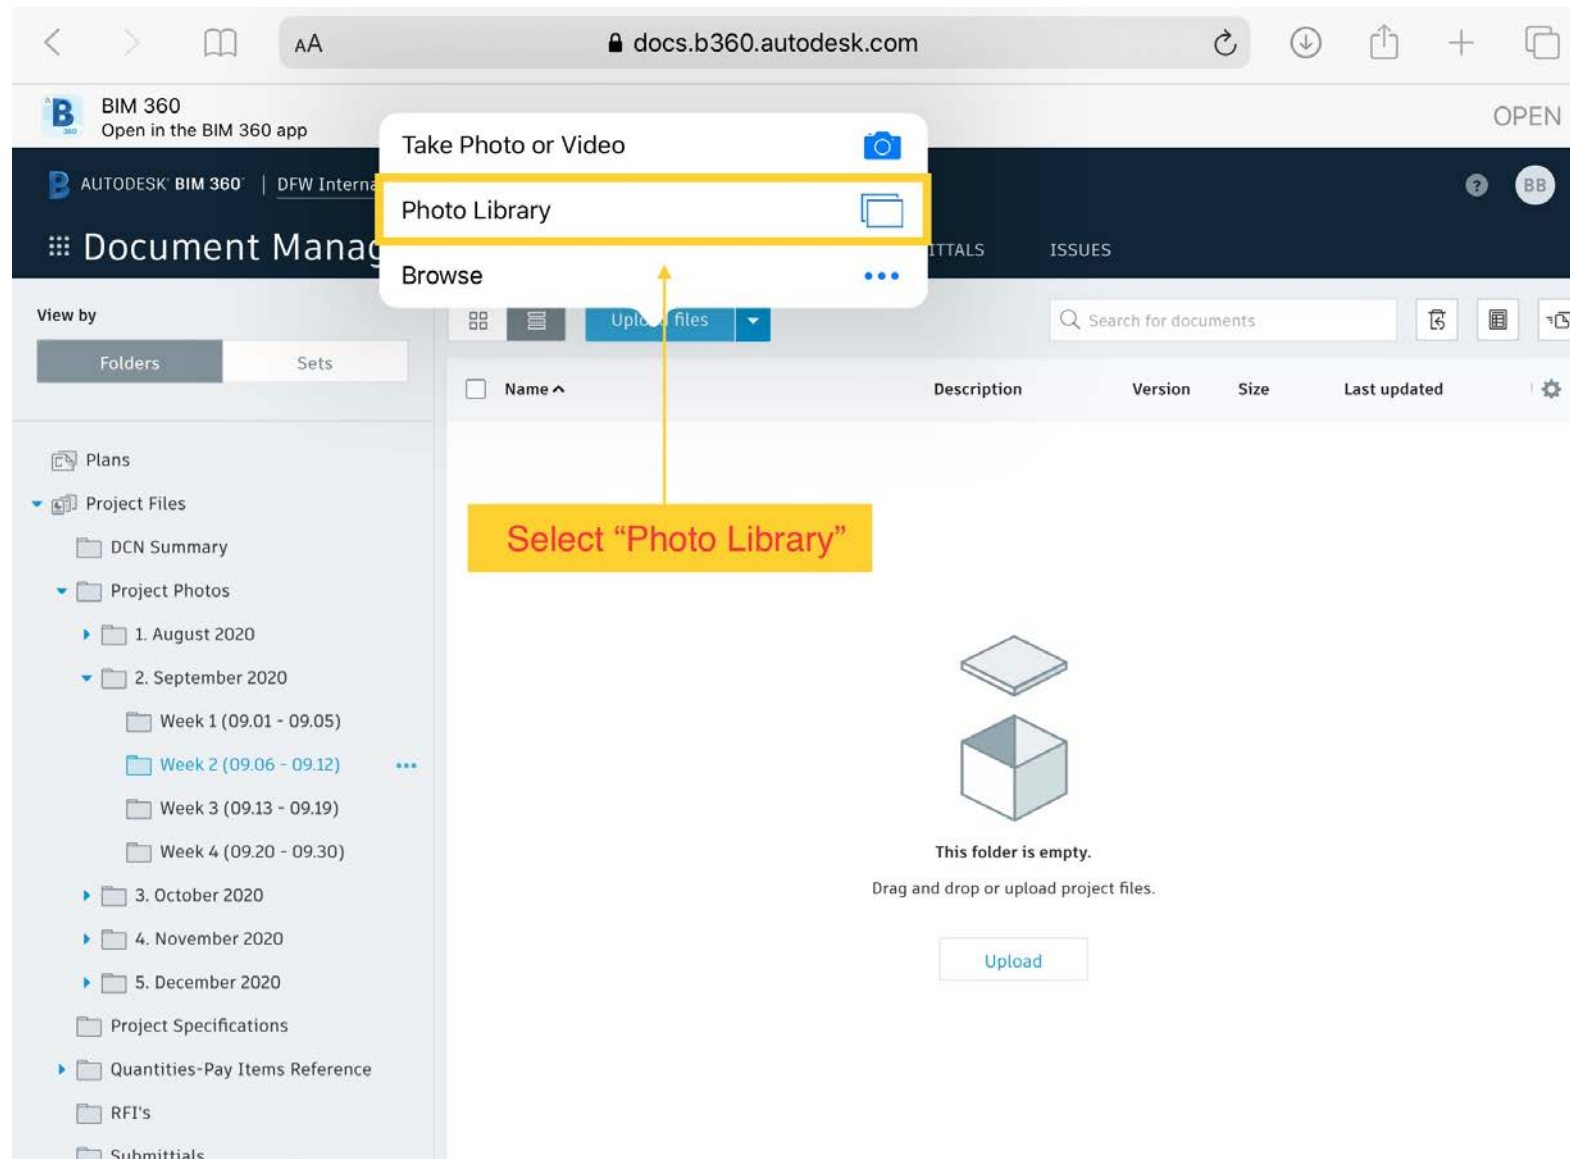 AA
docs.b360.autodesk.com
BIM 360
Open in the BIM 360 app
OPEN
Take Photo or Video
Photo Library
Browse
AUTODESK BIM 360 | DFW Interna
BB
Document Manag
ITTALS
ISSUES
View by
Folders
Sets
Upload files
Search for documents
Name
Description
Version
Size
Last updated
Plans
Project Files
DCN Summary
Project Photos
1. August 2020
2. September 2020
Week 1 (09.01 - 09.05)
Week 2 (09.06 - 09.12)
Week 3 (09.13 - 09.19)
Week 4 (09.20 - 09.30)
3. October 2020
4. November 2020
5. December 2020
Project Specifications
Quantities-Pay Items Reference
RFI's
Submittials
Select “Photo Library”
This folder is empty.
Drag and drop or upload project files.
Upload